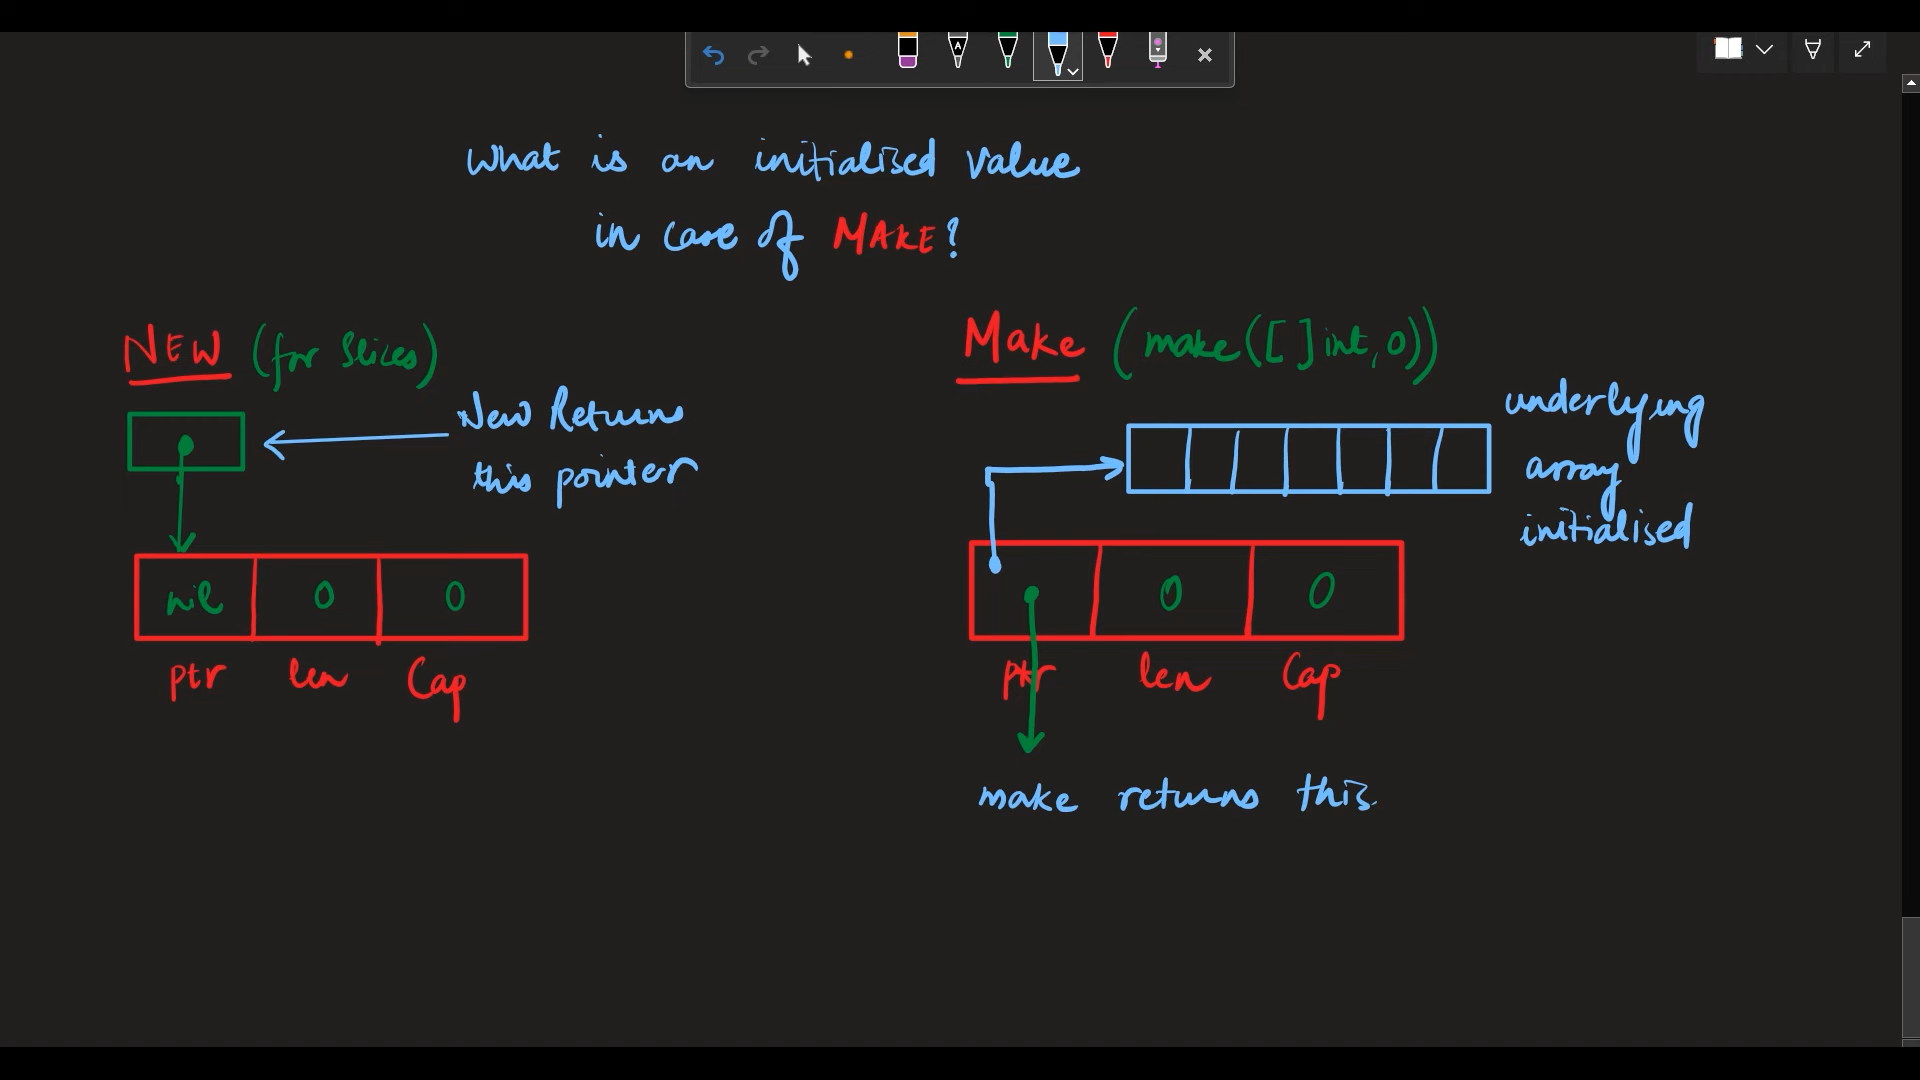 What is an initialised value
in case of MAKE?
NEW (for slices)
New Returns
this pointer
nil 0 0
ptr len Cap
Make (make([]int, 0))
underlying
array
initialised
0 0
ptr len Cap
make returns this.